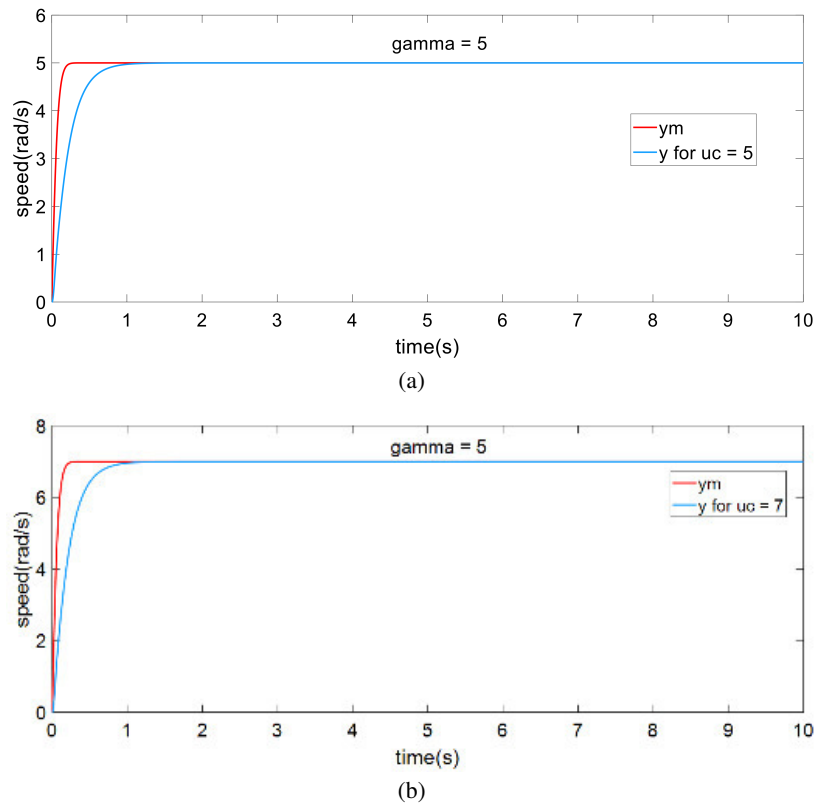 6
gamma = 5
5
4
ym
y for uc = 5
3
speed(rad/s)
2
1
0
0 1 2 3 4 5 6 7 8 9 10
time(s)
(a)
8
gamma = 5
ym
y for uc = 7
6
4
speed(rad/s)
2
0
0 1 2 3 4 5 6 7 8 9 10
time(s)
(b)